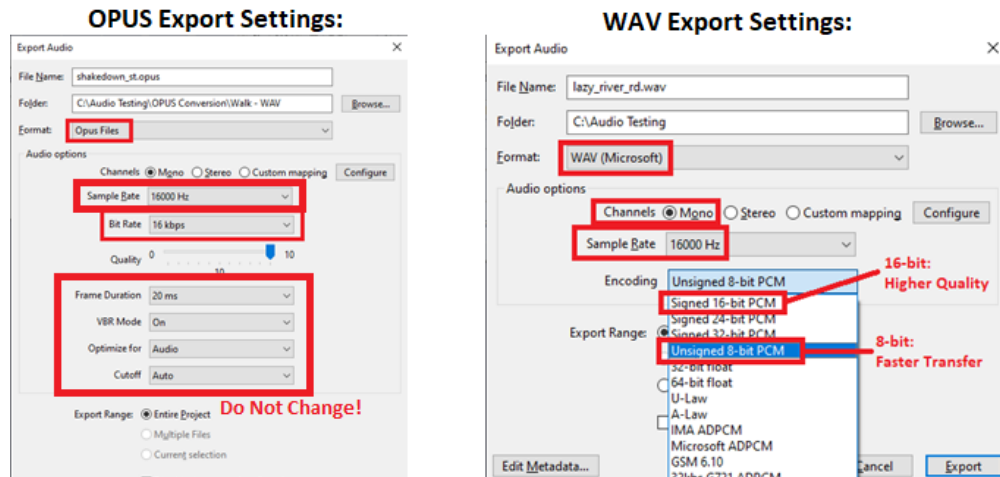 OPUS Export Settings:
Export Audio
File Name: shakedown_st.opus
Folder: C:\Audio Testing\OPUS Conversion\Walk - WAV Browse...
Format: Opus Files
Audio options
Channels Mono Stereo Custom mapping Configure
Sample Rate 16000 Hz
Bit Rate 16 kbps
Quality 0 10
10
Frame Duration 20 ms
VBR Mode On
Optimize for Audio
Cutoff Auto
Do Not Change!
Export Range: Entire Project
Multiple Files
Current selection
WAV Export Settings:
Export Audio
File Name: lazy_river_rd.wav
Folder: C:\Audio Testing Browse...
Format: WAV (Microsoft)
Audio options
Channels Mono Stereo Custom mapping Configure
Sample Rate 16000 Hz
Encoding Unsigned 8-bit PCM
16-bit:
Higher Quality
Signed 16-bit PCM
Signed 24-bit PCM
Export Range: Signed 32-bit PCM
Unsigned 8-bit PCM
8-bit:
Faster Transfer
32-bit float
64-bit float
U-Law
A-Law
IMA ADPCM
Microsoft ADPCM
GSM 6.10
32kbs G721 ADPCM
Edit Metadata... Cancel Export